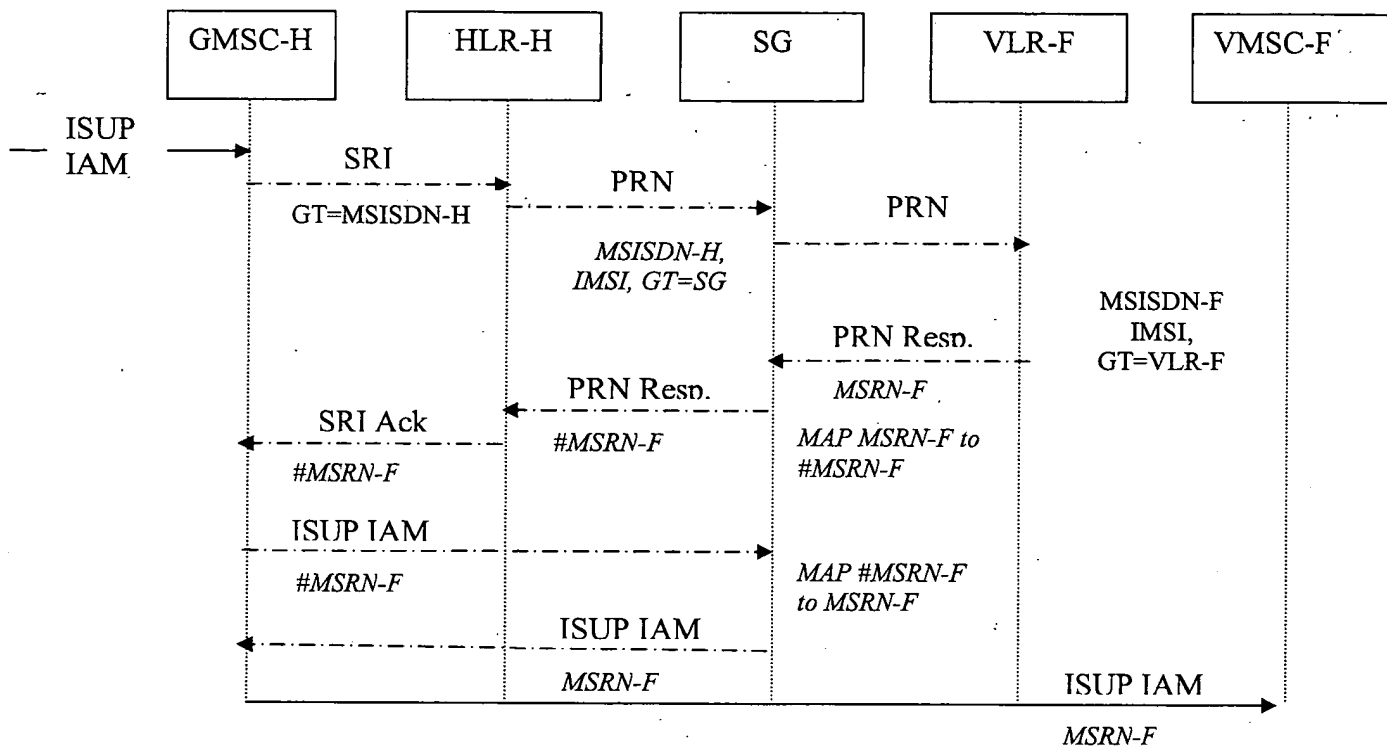 GMSC-H
HLR-H
SG
VLR-F
VMSC-F
ISUP
IAM
SRI
GT=MSISDN-H
PRN
MSISDN-H,
IMSI, GT=SG
PRN
MSISDN-F
IMSI,
GT=VLR-F
PRN Resp.
MSRN-F
PRN Resp.
#MSRN-F
MAP MSRN-F to
#MSRN-F
SRI Ack
#MSRN-F
ISUP IAM
#MSRN-F
MAP #MSRN-F
to MSRN-F
ISUP IAM
MSRN-F
ISUP IAM
MSRN-F